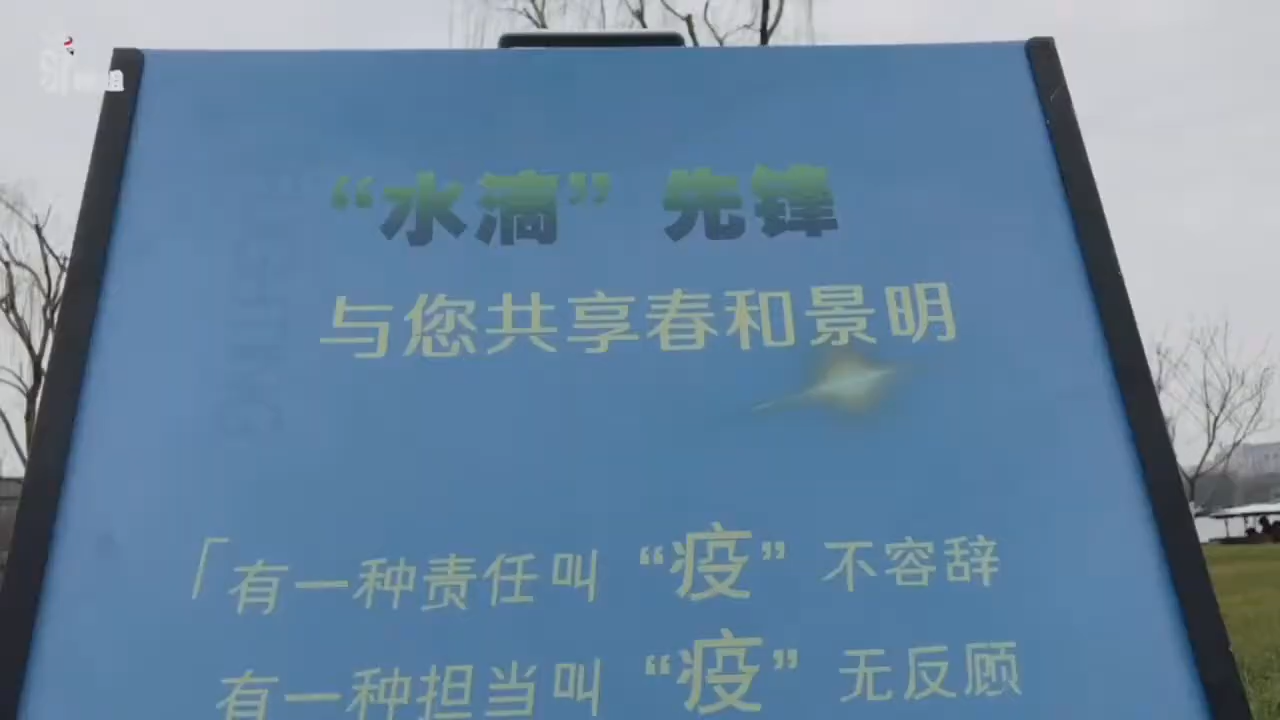 “水滴”先锋
与您共享春和景明
「有一种责任叫“疫”不容辞
有一种担当叫“疫”无反顾